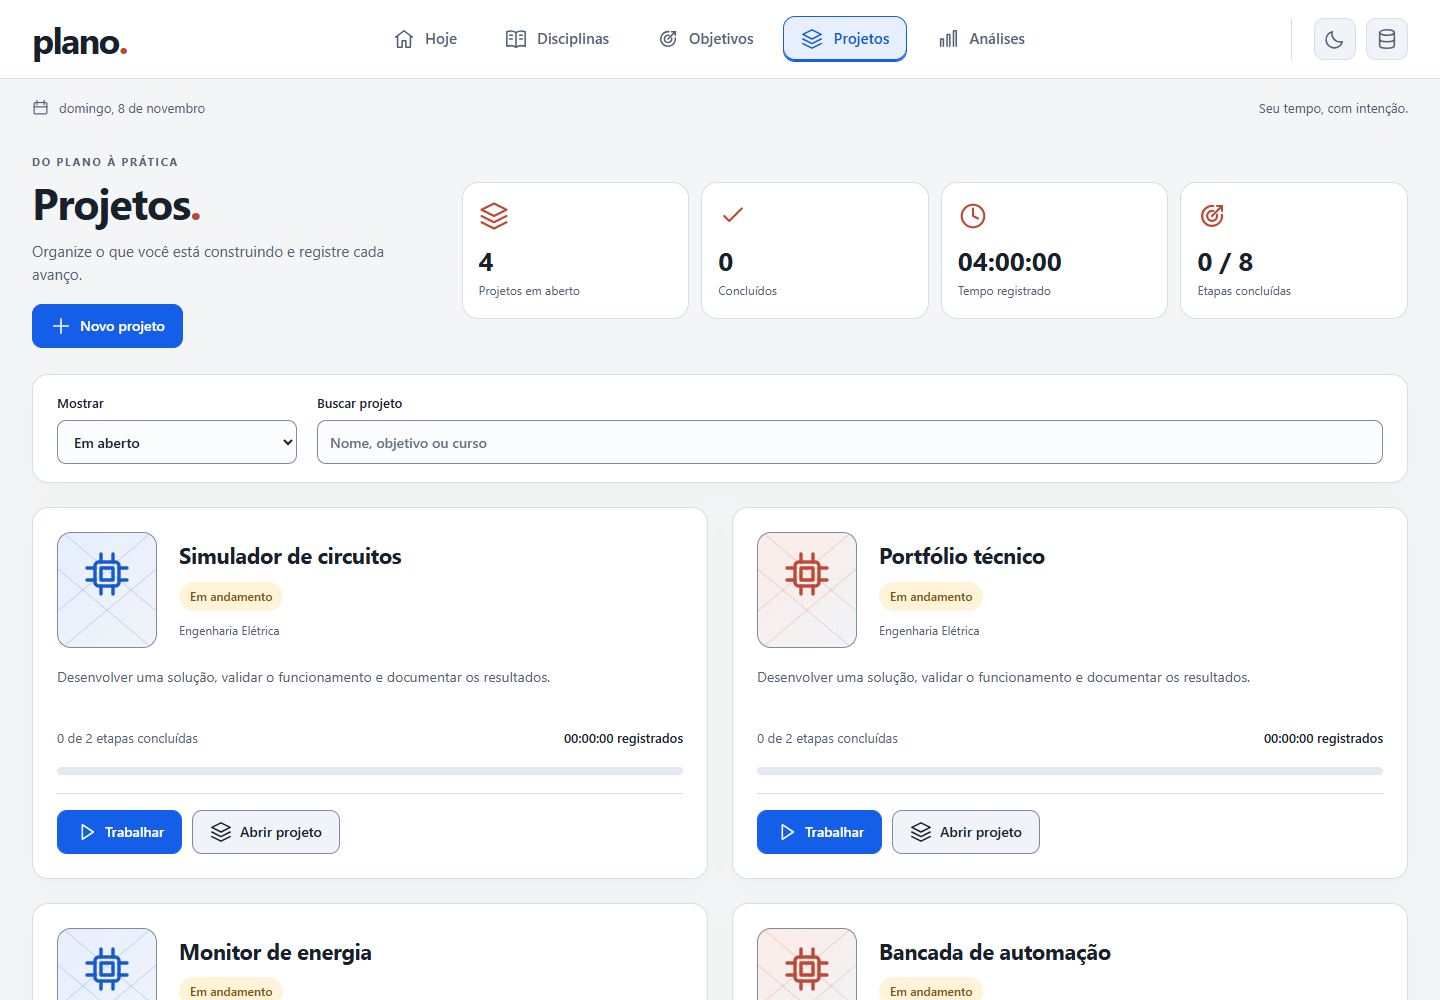 plano.
Hoje
Disciplinas
Objetivos
Projetos
Análises
domingo, 8 de novembro
Seu tempo, com intenção.
DO PLANO À PRÁTICA
Projetos.
Organize o que você está construindo e registre cada
avanço.
Novo projeto
4
Projetos em aberto
0
Concluídos
04:00:00
Tempo registrado
0 / 8
Etapas concluídas
Mostrar
Em aberto
Buscar projeto
Nome, objetivo ou curso
Simulador de circuitos
Em andamento
Engenharia Elétrica
Desenvolver uma solução, validar o funcionamento e documentar os resultados.
0 de 2 etapas concluídas
00:00:00 registrados
Trabalhar
Abrir projeto
Portfólio técnico
Em andamento
Engenharia Elétrica
Desenvolver uma solução, validar o funcionamento e documentar os resultados.
0 de 2 etapas concluídas
00:00:00 registrados
Trabalhar
Abrir projeto
Monitor de energia
Em andamento
Bancada de automação
Em andamento